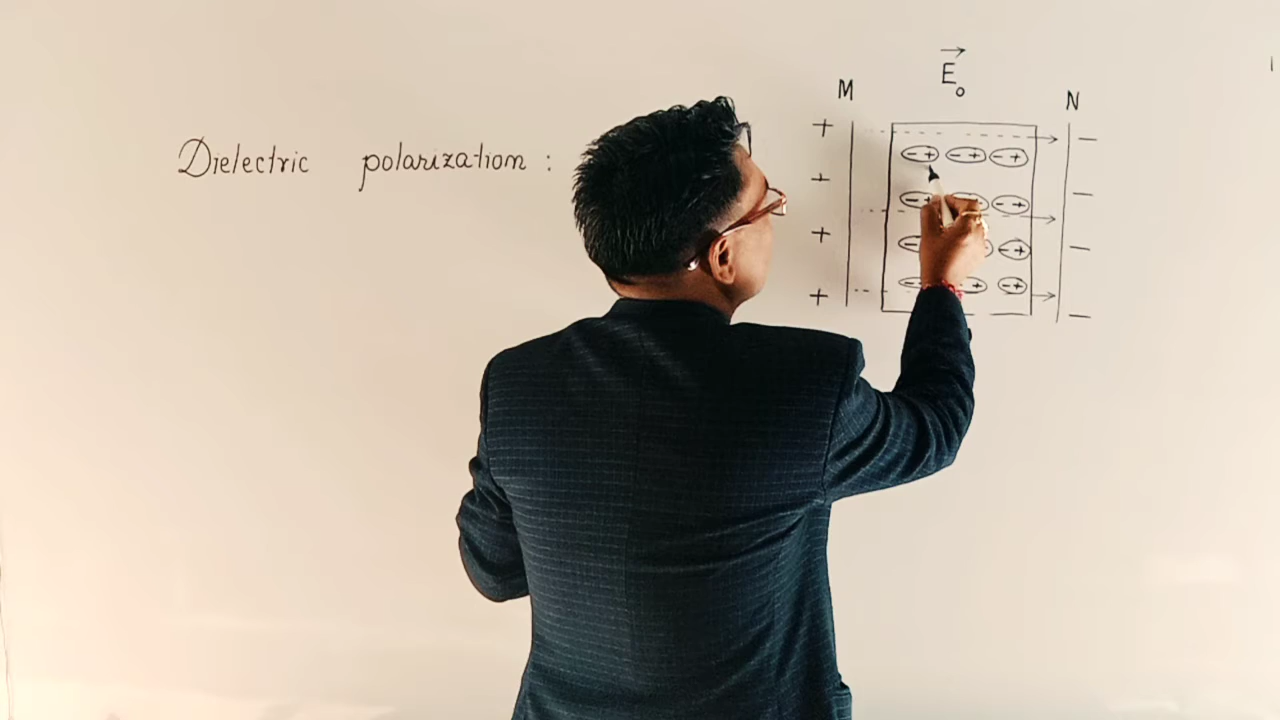 E₀
M
N
Dielectric polarization :
+ −
− + − + − +
+ −
− + + − +
+ −
− + − +
+ −
− + + − +